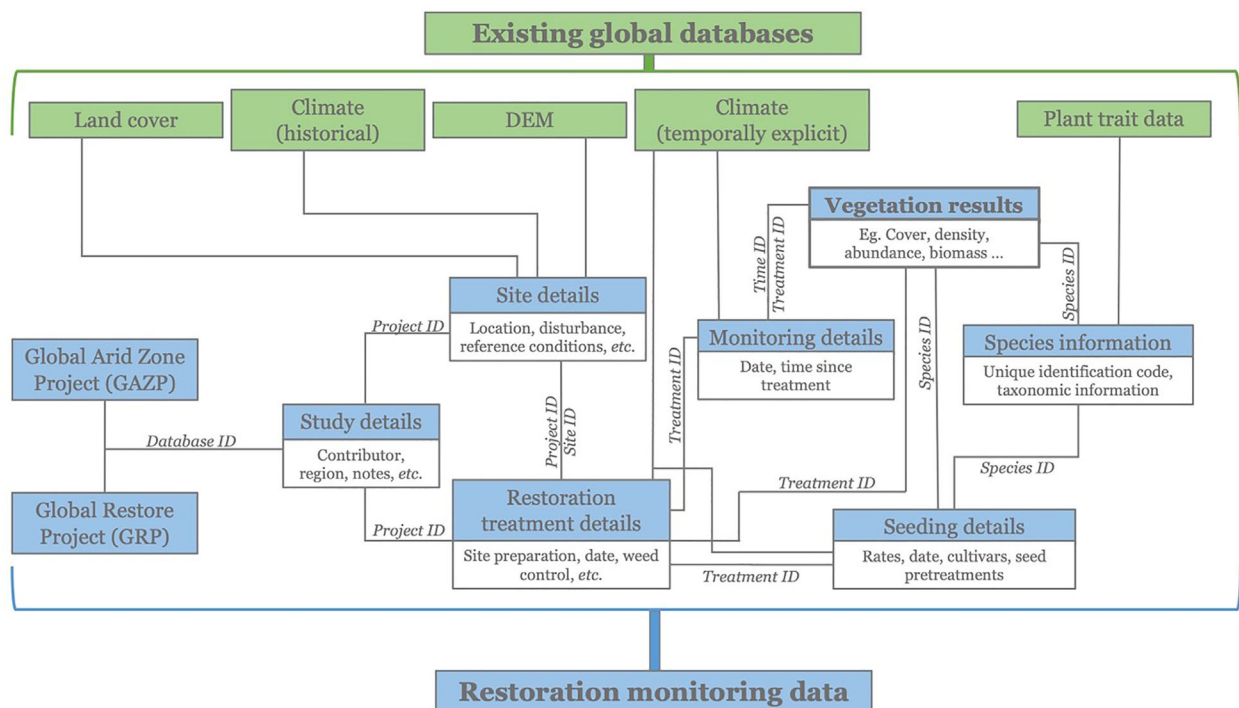 Existing global databases
Land cover
Climate
(historical)
DEM
Climate
(temporally explicit)
Plant trait data
Vegetation results
Eg. Cover, density,
abundance, biomass ...
Time ID
Treatment ID
Species ID
Species ID
Site details
Location, disturbance,
reference conditions, etc.
Project ID
Monitoring details
Date, time since
treatment
Species information
Unique identification code,
taxonomic information
Global Arid Zone
Project (GAZP)
Treatment ID
Project ID
Site ID
Study details
Contributor,
region, notes, etc.
Database ID
Species ID
Global Restore
Project (GRP)
Project ID
Restoration
treatment details
Site preparation, date, weed
control, etc.
Treatment ID
Treatment ID
Seeding details
Rates, date, cultivars, seed
pretreatments
Restoration monitoring data